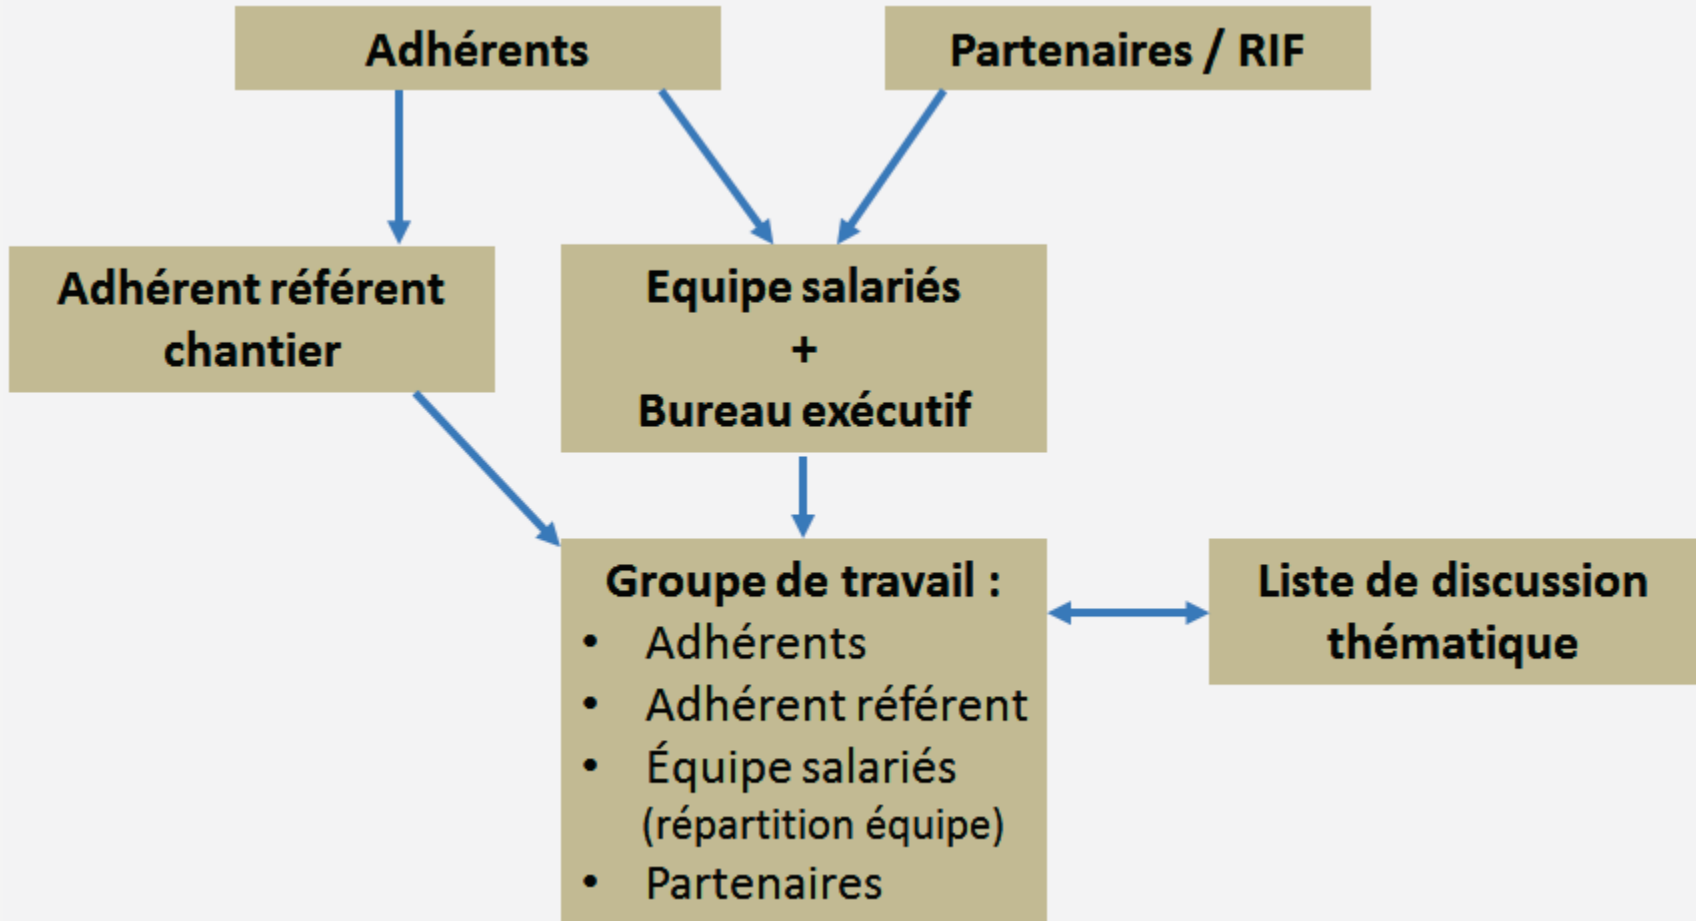 Adhérents
Partenaires / RIF
Adhérent référent
chantier
Equipe salariés
+
Bureau exécutif
Groupe de travail :
• Adhérents
• Adhérent référent
• Équipe salariés
(répartition équipe)
• Partenaires
Liste de discussion
thématique